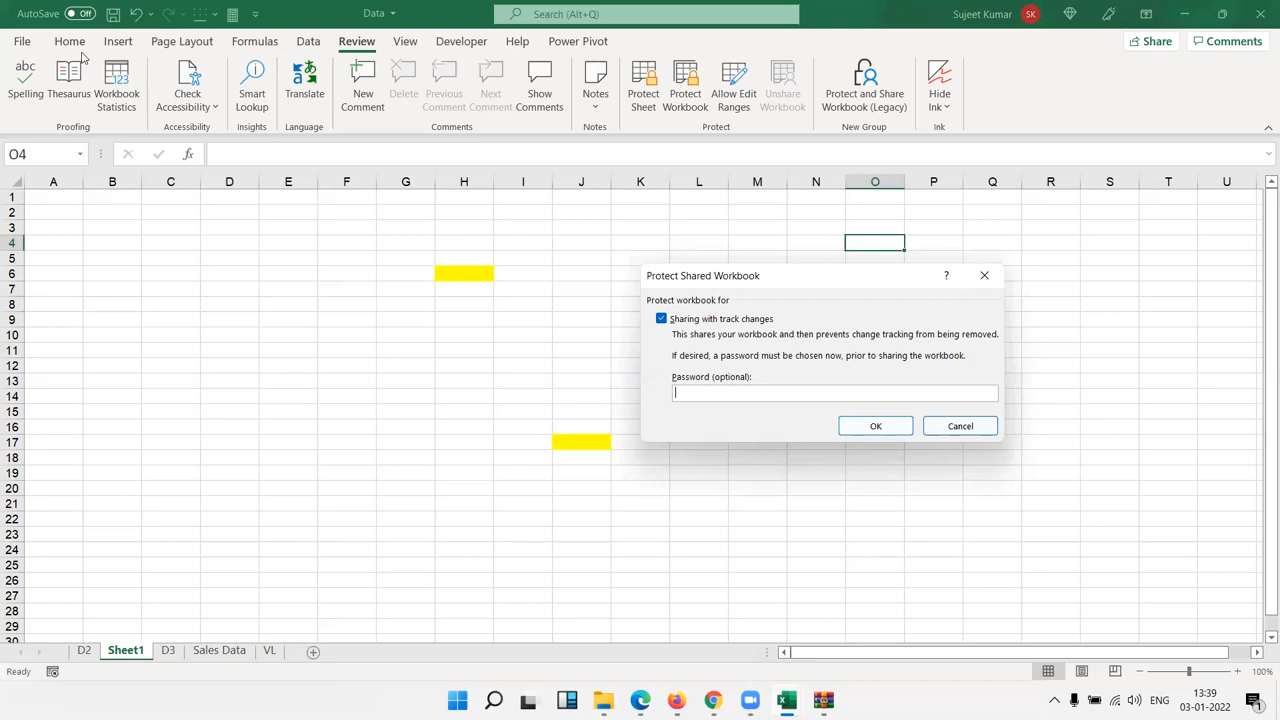 AutoSave Off Data Search (Alt+Q) Sujeet Kumar SK
File Home Insert Page Layout Formulas Data Review View Developer Help Power Pivot Share Comments
Spelling Thesaurus Workbook Statistics Check Accessibility Smart Lookup Translate New Comment Delete Previous Comment Next Comment Show Comments Notes Protect Sheet Protect Workbook Allow Edit Ranges Unshare Workbook Protect and Share Workbook (Legacy) Hide Ink
Proofing Accessibility Insights Language Comments Notes Protect New Group Ink
O4 fx
A B C D E F G H I J K L M N O P Q R S T U
1
2
3
4
5
6
7
8
9
10
11
12
13
14
15
16
17
18
19
20
21
22
23
24
25
26
27
28
29
30
Protect Shared Workbook ?
Protect workbook for
Sharing with track changes
This shares your workbook and then prevents change tracking from being removed.
If desired, a password must be chosen now, prior to sharing the workbook.
Password (optional):
OK Cancel
D2 Sheet1 D3 Sales Data VL
Ready 100%
ENG 13:39
03-01-2022 1